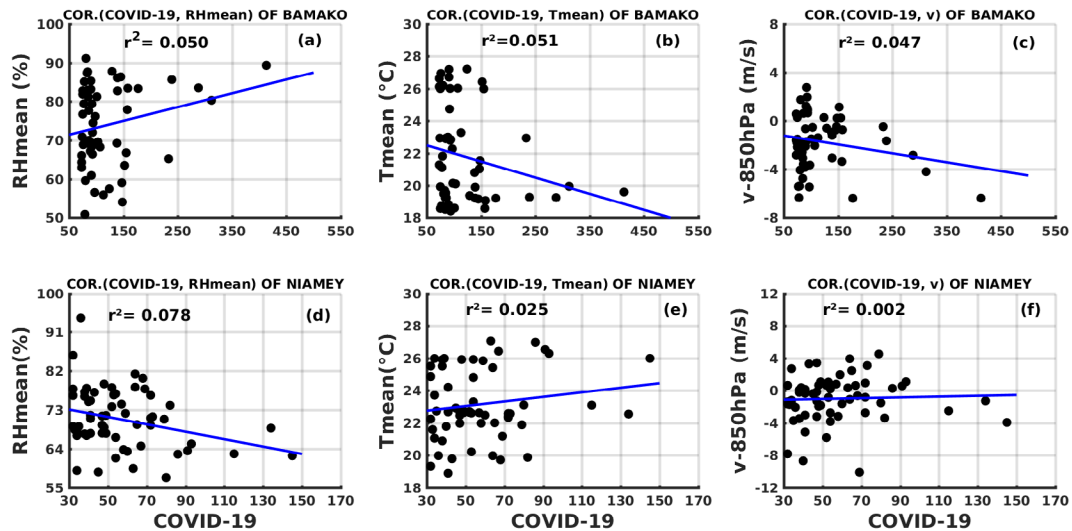 COR.(COVID-19, RHmean) OF BAMAKO
r²= 0.050
(a)
RHmean (%)
100
90
80
70
60
50
50 150 250 350 450 550
COR.(COVID-19, Tmean) OF BAMAKO
r²=0.051
(b)
Tmean (°C)
30
28
26
24
22
20
18
50 150 250 350 450 550
COR.(COVID-19, v) OF BAMAKO
r²= 0.047
(c)
v-850hPa (m/s)
8
4
0
-4
-8
50 150 250 350 450 550
COR.(COVID-19, RHmean) OF NIAMEY
r²= 0.078
(d)
RHmean(%)
100
91
82
73
64
55
30 50 70 90 110 130 150 170
COVID-19
COR.(COVID-19, Tmean) OF NIAMEY
r²= 0.025
(e)
Tmean(°C)
30
28
26
24
22
20
18
30 50 70 90 110 130 150 170
COVID-19
COR.(COVID-19, v) OF NIAMEY
r²= 0.002
(f)
v-850hPa (m/s)
12
8
4
0
-4
-8
-12
30 50 70 90 110 130 150 170
COVID-19